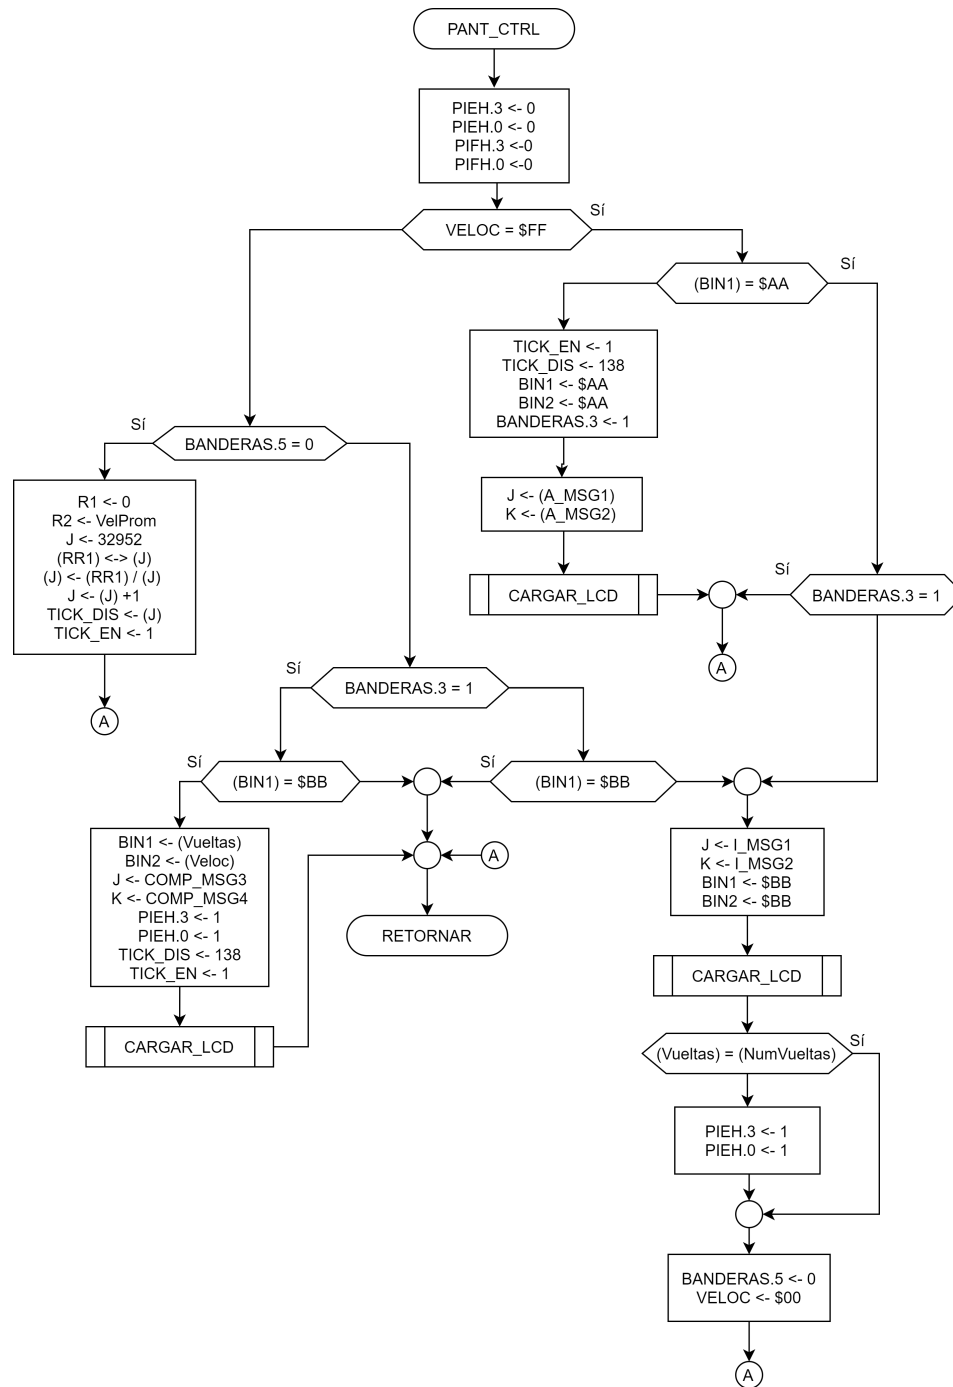 PANT_CTRL
PIEH.3 <- 0
PIEH.0 <- 0
PIFH.3 <-0
PIFH.0 <-0
VELOC = $FF
Sí
(BIN1) = $AA
Sí
TICK_EN <- 1
TICK_DIS <- 138
BIN1 <- $AA
BIN2 <- $AA
BANDERAS.3 <- 1
Sí
BANDERAS.5 = 0
R1 <- 0
R2 <- VelProm
J <- 32952
(RR1) <-> (J)
(J) <- (RR1) / (J)
J <- (J) +1
TICK_DIS <- (J)
TICK_EN <- 1
J <- (A_MSG1)
K <- (A_MSG2)
CARGAR_LCD
Sí
BANDERAS.3 = 1
A
A
Sí
BANDERAS.3 = 1
Sí
(BIN1) = $BB
Sí
(BIN1) = $BB
BIN1 <- (Vueltas)
BIN2 <- (Veloc)
J <- COMP_MSG3
K <- COMP_MSG4
PIEH.3 <- 1
PIEH.0 <- 1
TICK_DIS <- 138
TICK_EN <- 1
A
RETORNAR
J <- I_MSG1
K <- I_MSG2
BIN1 <- $BB
BIN2 <- $BB
CARGAR_LCD
CARGAR_LCD
(Vueltas) = (NumVueltas)
Sí
PIEH.3 <- 1
PIEH.0 <- 1
BANDERAS.5 <- 0
VELOC <- $00
A